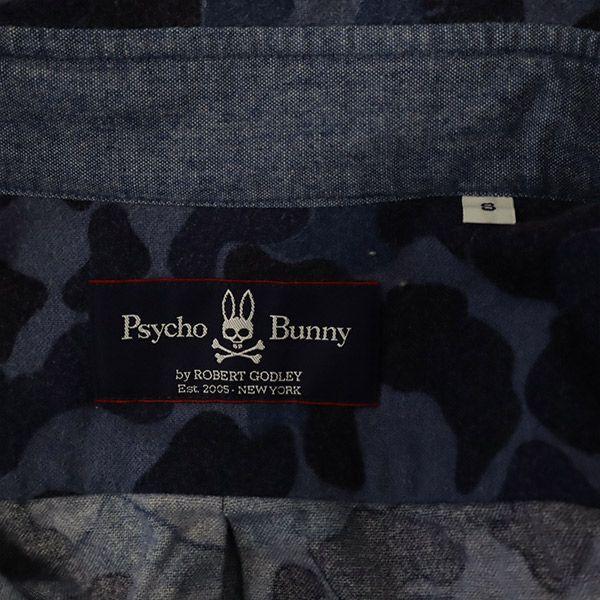 S
Psycho Bunny
by ROBERT GODLEY
Est. 2005 - NEW YORK